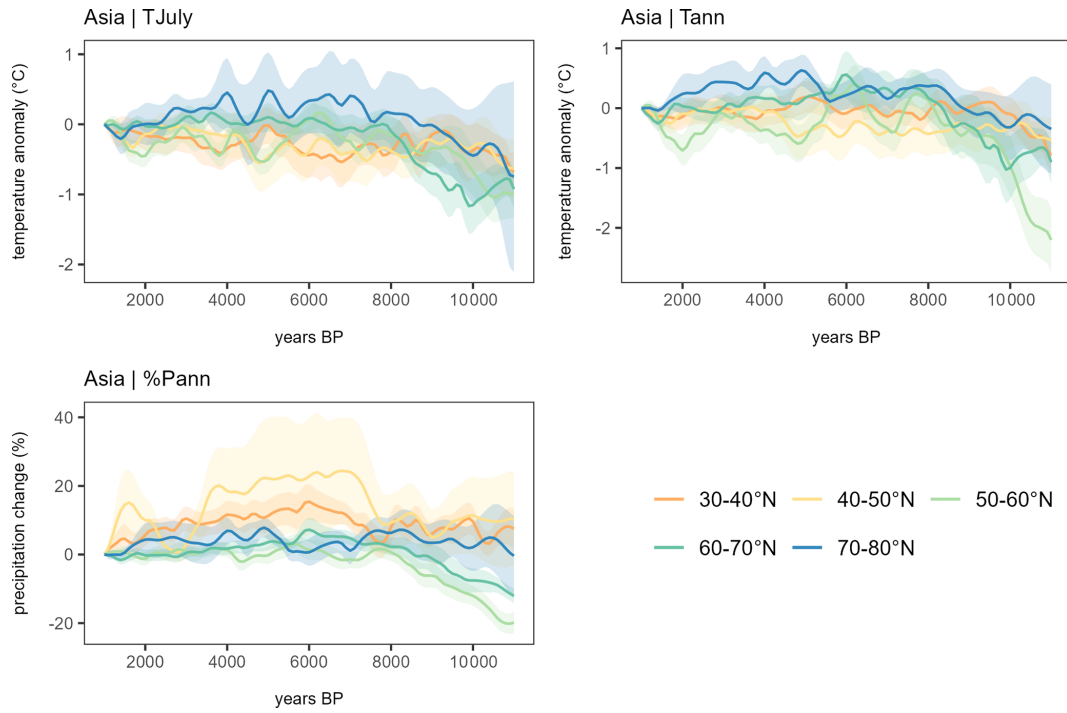 Asia | TJuly
Asia | Tann
temperature anomaly (°C)
1
0
-1
-2
2000 4000 6000 8000 10000
years BP
temperature anomaly (°C)
1
0
-1
-2
2000 4000 6000 8000 10000
years BP
Asia | %Pann
precipitation change (%)
40
20
0
-20
2000 4000 6000 8000 10000
years BP
30-40°N 40-50°N 50-60°N
60-70°N 70-80°N